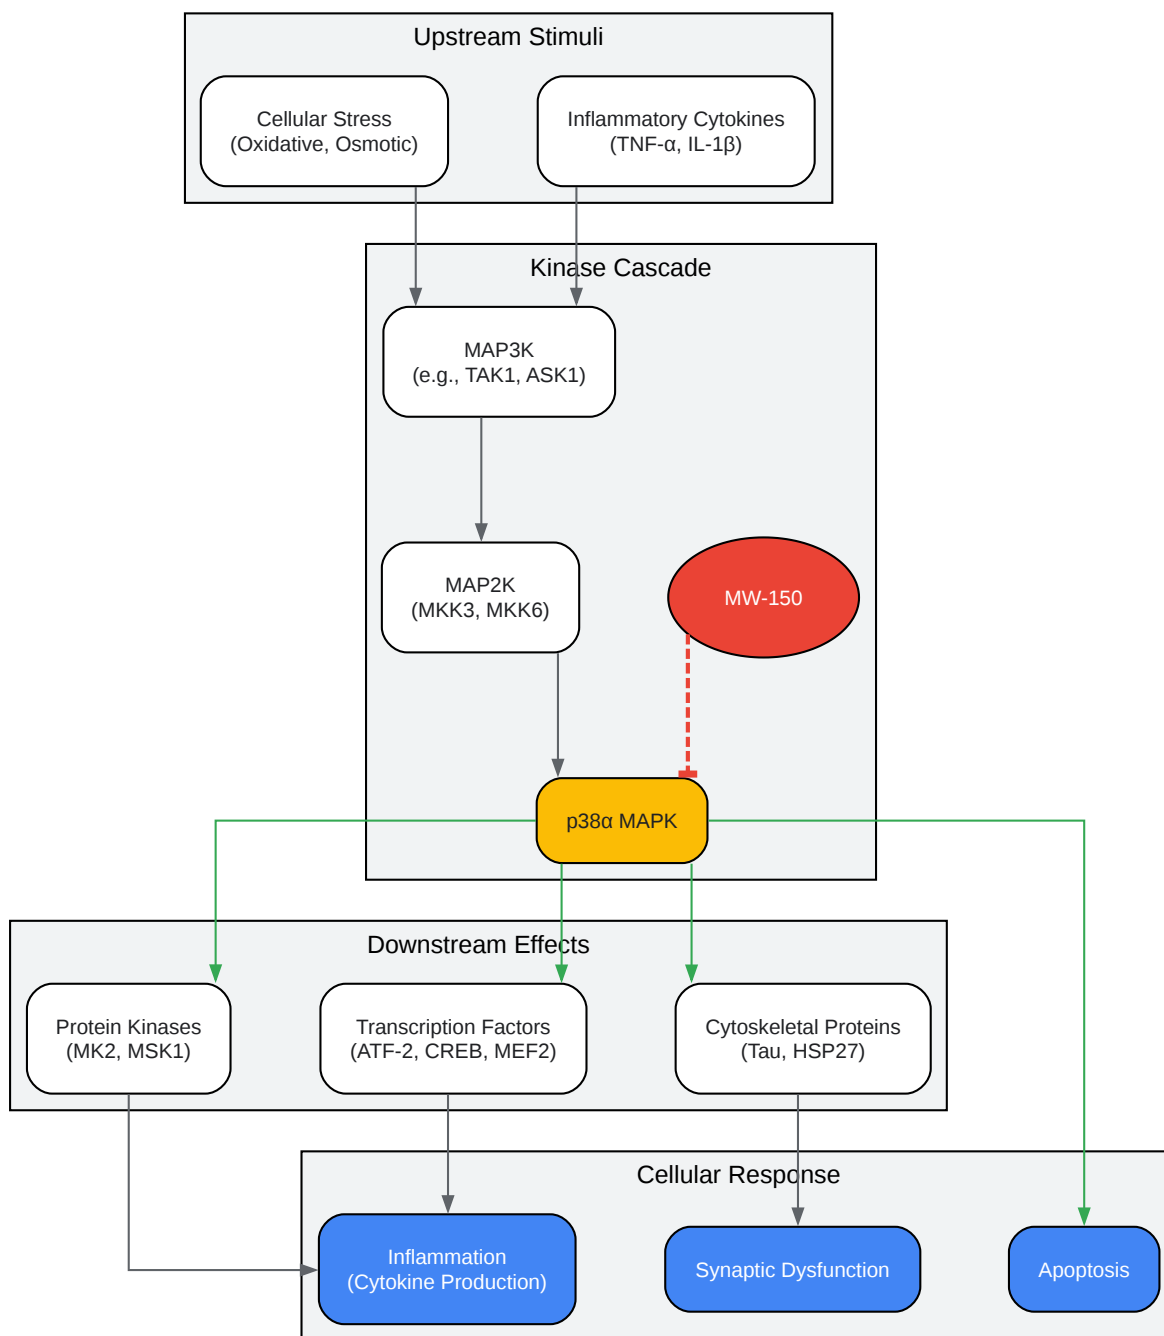 Upstream Stimuli
Cellular Stress
(Oxidative, Osmotic)
Inflammatory Cytokines
(TNF-α, IL-1β)
Kinase Cascade
MAP3K
(e.g., TAK1, ASK1)
MAP2K
(MKK3, MKK6)
MW-150
p38α MAPK
Downstream Effects
Protein Kinases
(MK2, MSK1)
Transcription Factors
(ATF-2, CREB, MEF2)
Cytoskeletal Proteins
(Tau, HSP27)
Cellular Response
Inflammation
(Cytokine Production)
Synaptic Dysfunction
Apoptosis